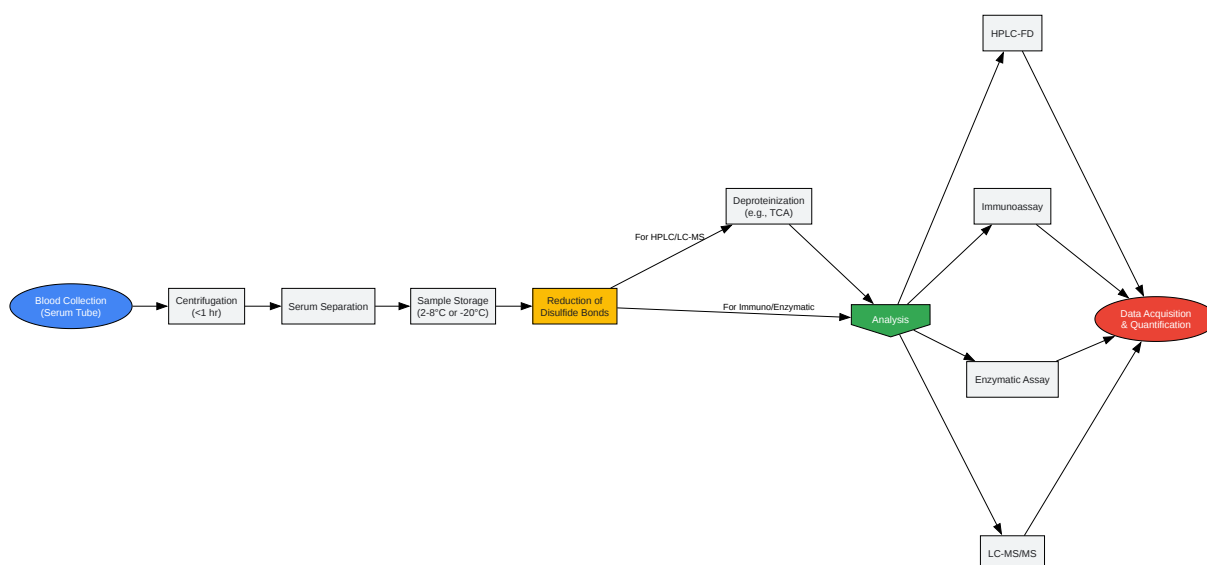 Blood Collection
(Serum Tube)
Centrifugation
(<1 hr)
Serum Separation
Sample Storage
(2-8°C or -20°C)
Reduction of
Disulfide Bonds
For HPLC/LC-MS
For Immuno/Enzymatic
Deproteinization
(e.g., TCA)
Analysis
HPLC-FD
Immunoassay
Enzymatic Assay
LC-MS/MS
Data Acquisition
& Quantification